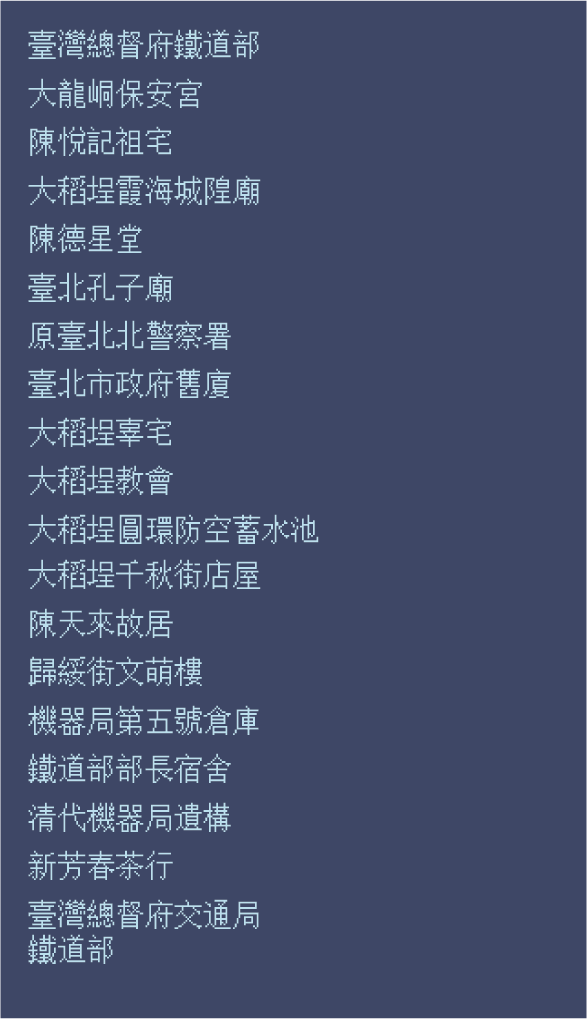 臺灣總督府鐵道部
大龍峒保安宮
陳悅記祖宅
大稻埕霞海城隍廟
陳德星堂
臺北孔子廟
原臺北北警察署
臺北市政府舊廈
大稻埕辜宅
大稻埕教會
大稻埕圓環防空蓄水池
大稻埕千秋街店屋
陳天來故居
歸綏街文萌樓
機器局第五號倉庫
鐵道部部長宿舍
清代機器局遺構
新芳春茶行
臺灣總督府交通局
鐵道部